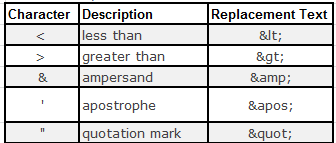 Character Description Replacement Text
< less than &lt;
> greater than &gt;
& ampersand &amp;
' apostrophe &apos;
" quotation mark &quot;